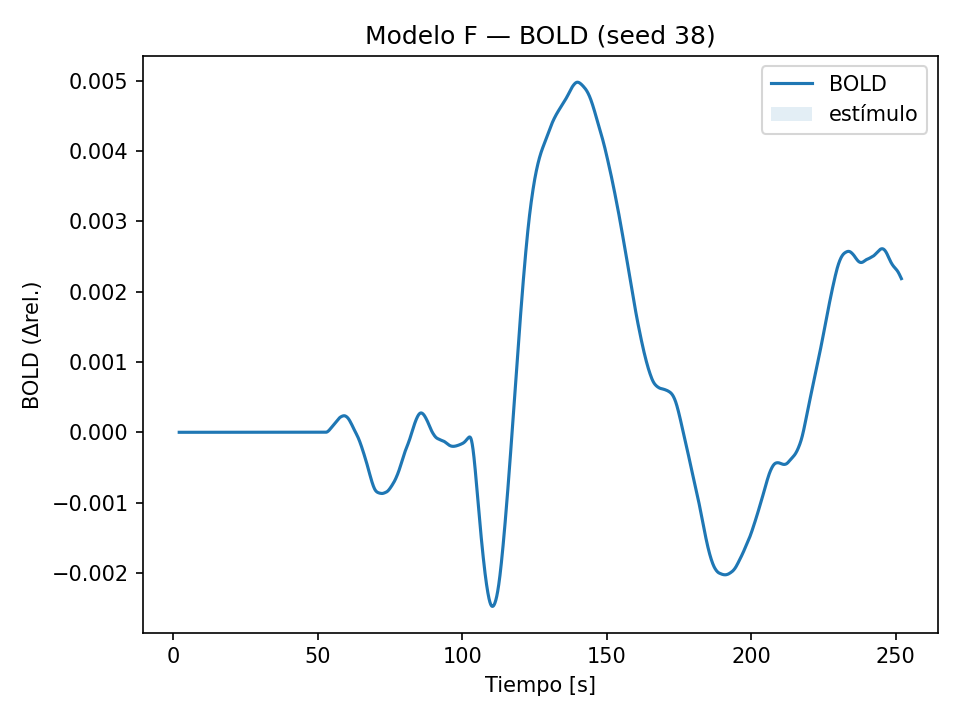 Modelo F — BOLD (seed 38)
BOLD
estímulo
0.005
0.004
0.003
0.002
0.001
0.000
−0.001
−0.002
BOLD (Δrel.)
0
50
100
150
200
250
Tiempo [s]